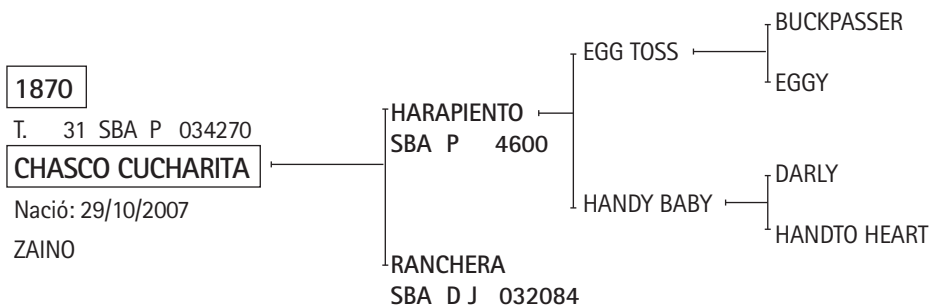 1870
T. 31 SBA P 034270
CHASCO CUCHARITA
Nació: 29/10/2007
ZAINO
HARAPIENTO
SBA P 4600
RANCHERA
SBA D J 032084
EGG TOSS
HANDY BABY
BUCKPASSER
EGGY
DARLY
HANDTO HEART